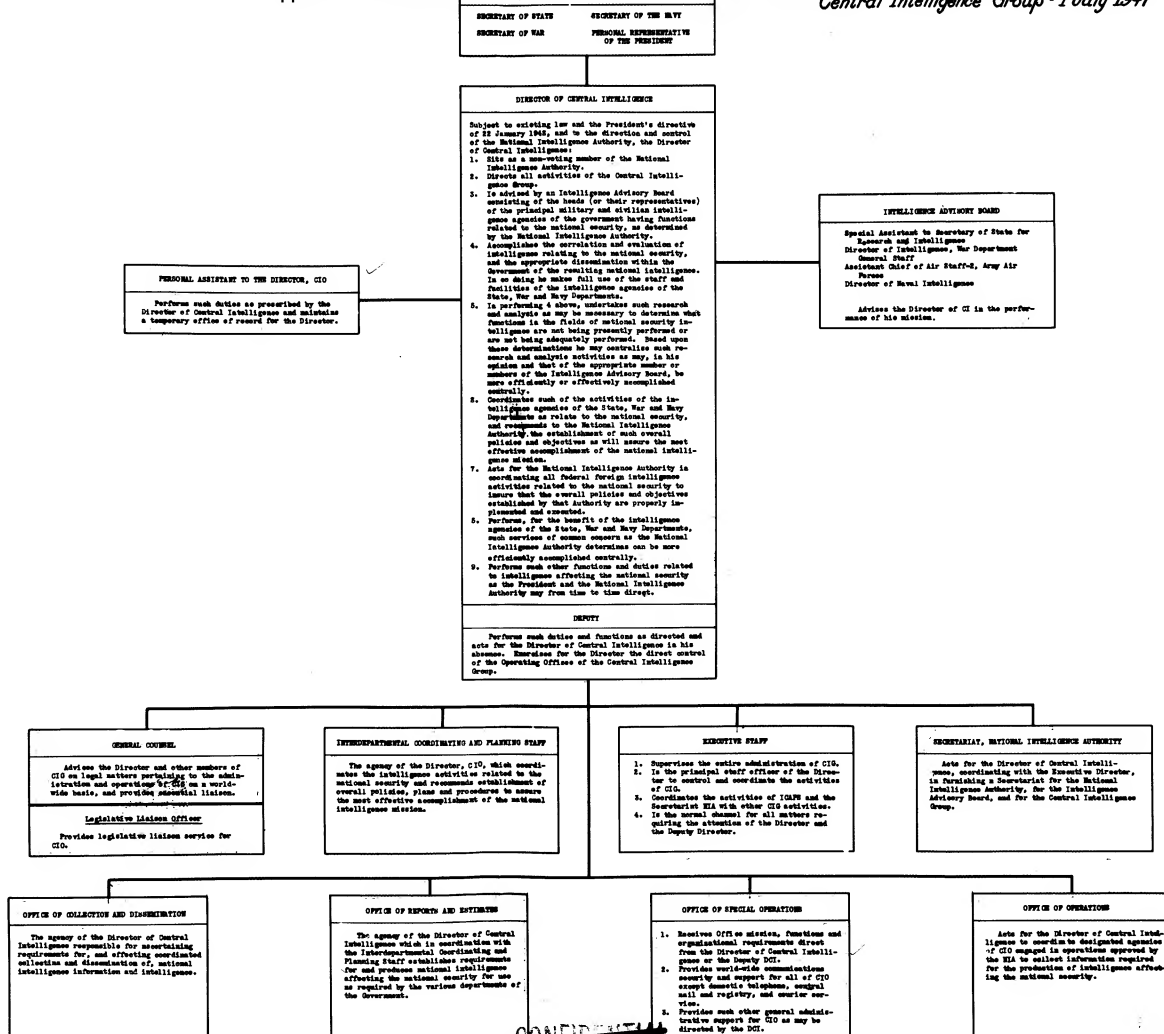 Central Intelligence Group - 1 July 1947
SECRETARY OF STATE SECRETARY OF THE NAVY
SECRETARY OF WAR PERSONAL REPRESENTATIVE
OF THE PRESIDENT
DIRECTOR OF CENTRAL INTELLIGENCE
Subject to existing law and the President's directive
of 22 January 1946, and to the direction and control
of the National Intelligence Authority, the Director
of Central Intelligence:
1. Sits as a non-voting member of the National
Intelligence Authority.
2. Directs all activities of the Central Intelli-
gence Group.
3. Is advised by an Intelligence Advisory Board
consisting of the heads (or their representatives)
of the principal military and civilian intelli-
gence agencies of the government having functions
related to the national security, as determined
by the National Intelligence Authority.
4. Accomplishes the correlation and evaluation of
intelligence relating to the national security,
and the appropriate dissemination within the
Government of the resulting national intelligence.
In so doing he makes full use of the staff and
facilities of the intelligence agencies of the
State, War and Navy Departments.
5. In performing 4 above, undertakes such research
and analysis as may be necessary to determine what
functions in the fields of national security in-
telligence are not being presently performed or
are not being adequately performed. Based upon
these determinations he may centralize such re-
search and analysis activities as may, in his
opinion and that of the appropriate member or
members of the Intelligence Advisory Board, be
more efficiently or effectively accomplished
centrally.
6. Coordinates such of the activities of the in-
telligence agencies of the State, War and Navy
Departments as relate to the national security,
and recommends to the National Intelligence
Authority the establishment of such overall
policies and objectives as will assure the most
effective accomplishment of the national intelli-
gence mission.
7. Acts for the National Intelligence Authority in
coordinating all federal foreign intelligence
activities related to the national security to
insure that the overall policies and objectives
established by that Authority are properly im-
plemented and executed.
8. Performs, for the benefit of the intelligence
agencies of the State, War and Navy Departments,
such services of common concern as the National
Intelligence Authority determines can be more
efficiently accomplished centrally.
9. Performs such other functions and duties related
to intelligence affecting the national security
as the President and the National Intelligence
Authority may from time to time direct.
DEPUTY
Performs such duties and functions as directed and
acts for the Director of Central Intelligence in his
absence. Exercises for the Director the direct control
of the Operating Offices of the Central Intelligence
Group.
PERSONAL ASSISTANT TO THE DIRECTOR, CIG
Performs such duties as prescribed by the
Director of Central Intelligence and maintains
a temporary office of record for the Director.
INTELLIGENCE ADVISORY BOARD
Special Assistant to Secretary of State for
Research and Intelligence
Director of Intelligence, War Department
General Staff
Assistant Chief of Air Staff-2, Army Air
Forces
Director of Naval Intelligence
Advises the Director of CI in the perfor-
mance of his mission.
GENERAL COUNSEL
Advises the Director and other members of
CIG on legal matters pertaining to the admin-
istration and operations of CIG on a world-
wide basis, and provides essential liaison.
Legislative Liaison Officer
Provides legislative liaison service for
CIG.
INTERDEPARTMENTAL COORDINATING AND PLANNING STAFF
The agency of the Director, CIG, which coordi-
nates the intelligence activities related to the
national security and recommends establishment of
overall policies, plans and procedures to assure
the most effective accomplishment of the national
intelligence mission.
EXECUTIVE STAFF
1. Supervises the entire administration of CIG.
2. Is the principal staff officer of the Direc-
tor to control and coordinate the activities
of CIG.
3. Coordinates the activities of ICAPS and the
Secretariat NIA with other CIG activities.
4. Is the normal channel for all matters re-
quiring the attention of the Director and
the Deputy Director.
SECRETARIAT, NATIONAL INTELLIGENCE AUTHORITY
Acts for the Director of Central Intelli-
gence, coordinating with the Executive Director,
in furnishing a Secretariat for the National
Intelligence Authority, for the Intelligence
Advisory Board, and for the Central Intelligence
Group.
OFFICE OF COLLECTION AND DISSEMINATION
The agency of the Director of Central
Intelligence responsible for ascertaining
requirements for, and effecting coordinated
collection and dissemination of, national
intelligence information and intelligence.
OFFICE OF REPORTS AND ESTIMATES
The agency of the Director of Central
Intelligence which in coordination with
the Interdepartmental Coordinating and
Planning Staff establishes requirements
for and produces national intelligence
affecting the national security for use
as required by the various departments of
the Government.
OFFICE OF SPECIAL OPERATIONS
1. Receives Office mission, functions and
organizational requirements direct
from the Director of Central Intelli-
gence or the Deputy DCI.
2. Provides world-wide communications
security and support for all of CIG
except domestic telephone, central
mail and registry, and courier ser-
vice.
3. Provides such other general adminis-
trative support for CIG as may be
directed by the DCI.
OFFICE OF OPERATIONS
Acts for the Director of Central Intel-
ligence to coordinate designated agencies
of CIG engaged in operations approved by
the NIA to collect information required
for the production of intelligence affect-
ing the national security.
CONFIDENTIAL